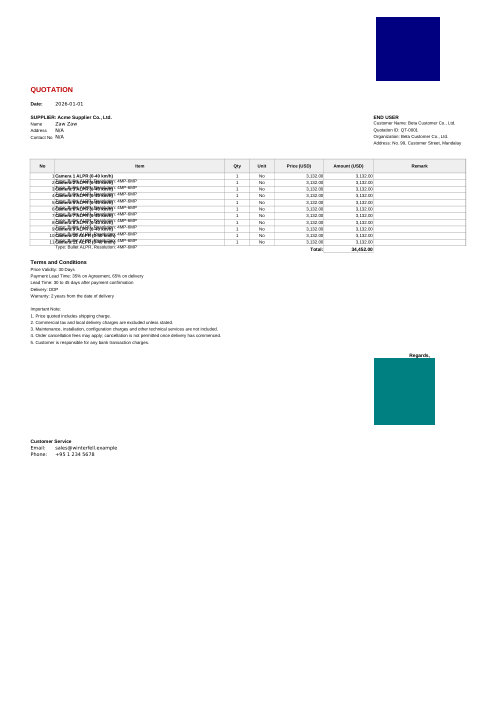 QUOTATION
Date: 2026-01-01
SUPPLIER: Acme Supplier Co., Ltd.
Name Zaw Zaw
Address N/A
Contact No N/A
END USER
Customer Name: Beta Customer Co., Ltd.
Quotation ID: QT-0001
Organization: Beta Customer Co., Ltd.
Address: No. 99, Customer Street, Mandalay
No Item Qty Unit Price (USD) Amount (USD) Remark
1 Camera 1 ALPR (0-40 km/h) 1 No 3,132.00 3,132.00
1 No 3,132.00 3,132.00
1 No 3,132.00 3,132.00
1 No 3,132.00 3,132.00
1 No 3,132.00 3,132.00
1 No 3,132.00 3,132.00
1 No 3,132.00 3,132.00
1 No 3,132.00 3,132.00
1 No 3,132.00 3,132.00
1 No 3,132.00 3,132.00
1 No 3,132.00 3,132.00
Type: Bullet ALPR, Resolution: 4MP-8MP
Total: 34,452.00
Terms and Conditions
Price Validity: 30 Days
Payment Lead Time: 35% on Agreement, 65% on delivery
Lead Time: 30 to 45 days after payment confirmation
Delivery: DDP
Warranty: 2 years from the date of delivery
Important Note:
1. Price quoted includes shipping charge.
2. Commercial tax and local delivery charges are excluded unless stated.
3. Maintenance, installation, configuration charges and other technical services are not included.
4. Order cancellation fees may apply; cancellation is not permitted once delivery has commenced.
5. Customer is responsible for any bank transaction charges.
Regards,
Customer Service
Email: sales@winterfell.example
Phone: +95 1 234 5678